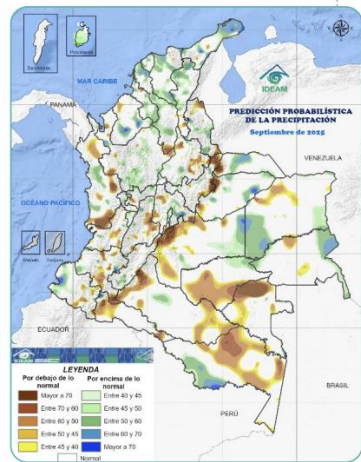 San Andrés
Providencia
MAR CARIBE
PANAMÁ
IDEAM
PREDICCIÓN PROBABILÍSTICA
DE LA PRECIPITACIÓN
Septiembre de 2025
VENEZUELA
OCÉANO PACÍFICO
Malpelo
Gorgona
ECUADOR
BRASIL
PERÚ
LEYENDA
Por debajo de lo normal
Por encima de lo normal
Mayor a 70
Entre 40 y 45
Entre 70 y 60
Entre 45 y 50
Entre 60 y 50
Entre 50 y 60
Entre 50 y 45
Entre 60 y 70
Entre 45 y 40
Mayor a 70
Normal